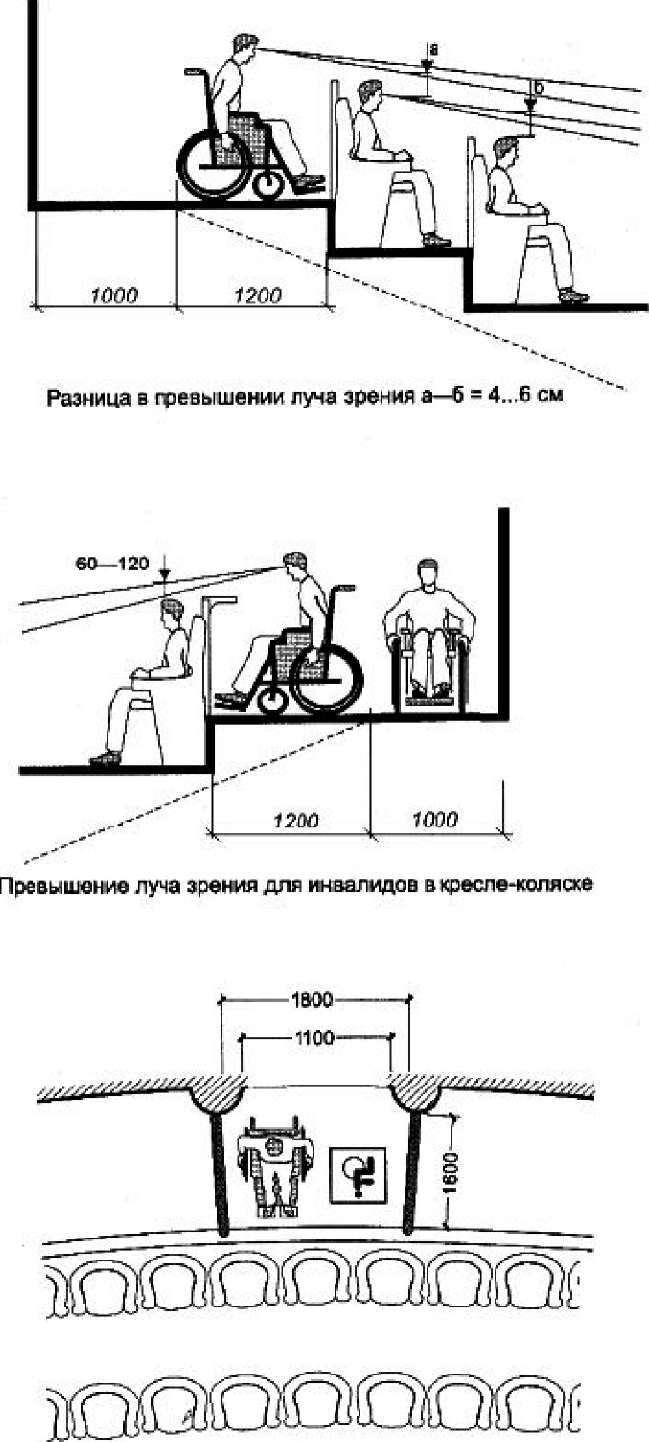 а
б
1000
1200
Разница в превышении луча зрения а—б = 4...6 см
60—120
1200
1000
Превышение луча зрения для инвалидов в кресле-коляске
1800
1100
1600